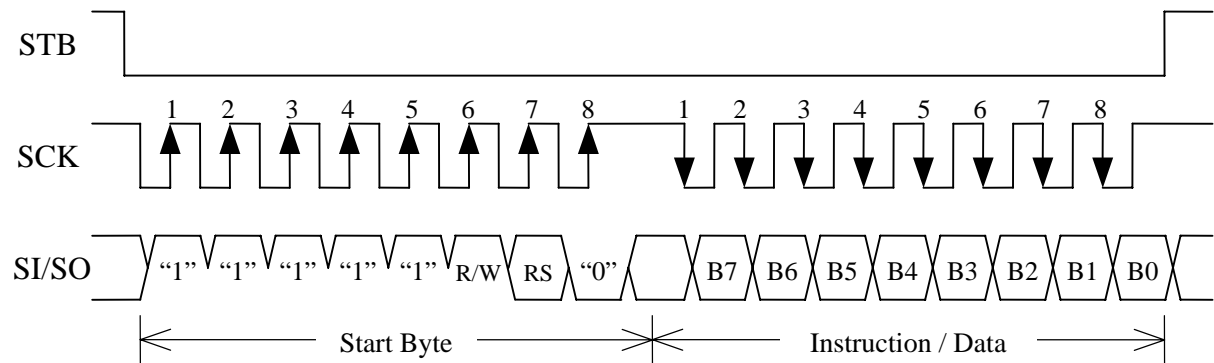 STB
1 2 3 4 5 6 7 8 1 2 3 4 5 6 7 8
SCK
SI/SO “1” “1” “1” “1” “1” R/W RS “0” B7 B6 B5 B4 B3 B2 B1 B0
Start Byte Instruction / Data